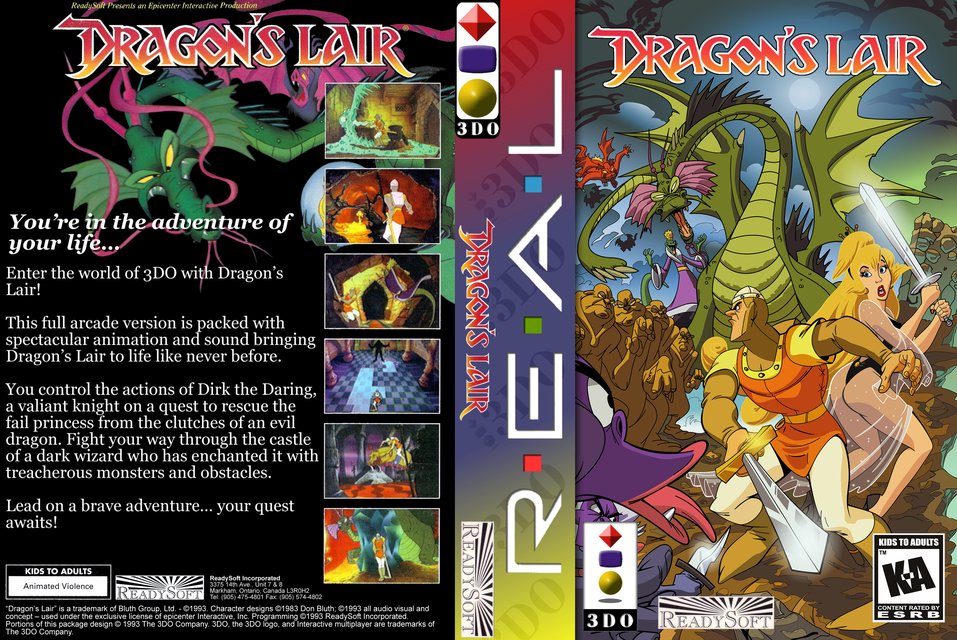 ReadySoft Presents an Epicenter Interactive Production
DRAGON'S LAIR
You're in the adventure of
your life...
Enter the world of 3DO with Dragon's
Lair!
This full arcade version is packed with
spectacular animation and sound bringing
Dragon's Lair to life like never before.
You control the actions of Dirk the Daring,
a valiant knight on a quest to rescue the
fail princess from the clutches of an evil
dragon. Fight your way through the castle
of a dark wizard who has enchanted it with
treacherous monsters and obstacles.
Lead on a brave adventure... your quest
awaits!
KIDS TO ADULTS
Animated Violence
READYSOFT
ReadySoft Incorporated
3375 14th Ave., Unit 7 & 8
Markham, Ontario, Canada L3R0H2
Tel: (905) 475-4801 Fax: (905) 574-4802
"Dragon's Lair" is a trademark of Bluth Group, Ltd. - ©1993. Character designs ©1983 Don Bluth; ©1993 all audio visual and
concept – used under the exclusive license of epicenter Interactive, Inc. Programming ©1993 ReadySoft Incorporated.
Portions of this package design © 1993 The 3DO Company. 3DO, the 3DO logo, and Interactive multiplayer are trademarks of
The 3DO Company.
3DO
R·E·A·L
DRAGON'S LAIR
READYSOFT
DRAGON'S LAIR
3DO
READYSOFT
KIDS TO ADULTS
TM
K-A
CONTENT RATED BY
ESRB